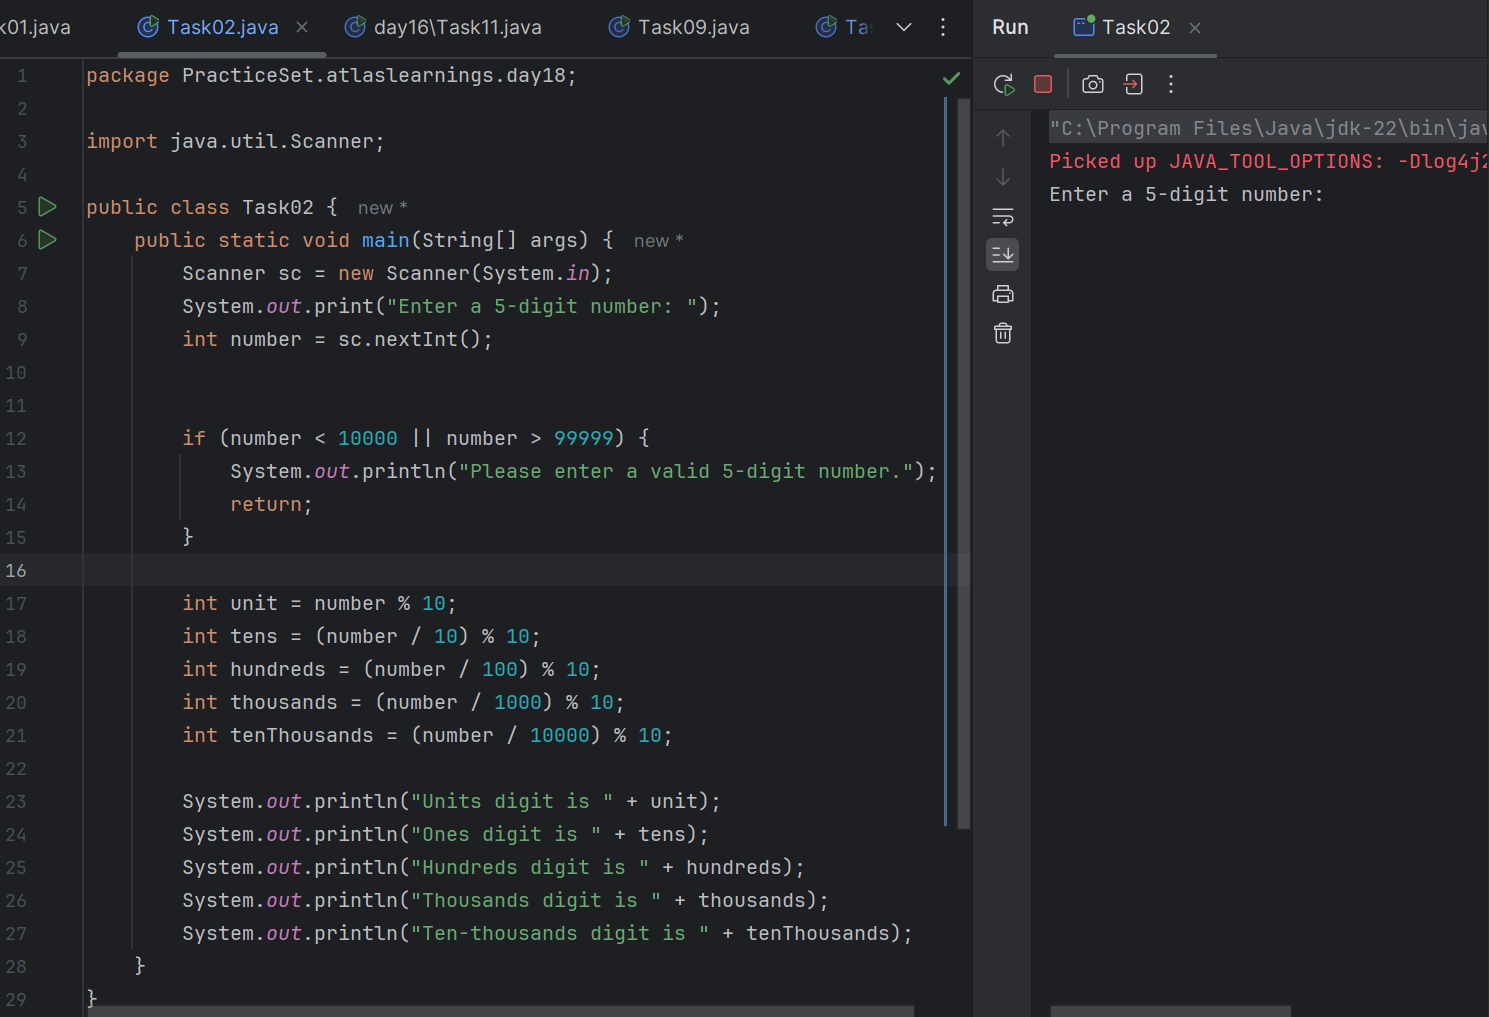 k01.java Task02.java day16\Task11.java Task09.java Ta
1 package PracticeSet.atlaslearnings.day18;
2
3 import java.util.Scanner;
4
5 public class Task02 { new *
6 public static void main(String[] args) { new *
7 Scanner sc = new Scanner(System.in);
8 System.out.print("Enter a 5-digit number: ");
9 int number = sc.nextInt();
10
11
12 if (number < 10000 || number > 99999) {
13 System.out.println("Please enter a valid 5-digit number.");
14 return;
15 }
16
17 int unit = number % 10;
18 int tens = (number / 10) % 10;
19 int hundreds = (number / 100) % 10;
20 int thousands = (number / 1000) % 10;
21 int tenThousands = (number / 10000) % 10;
22
23 System.out.println("Units digit is " + unit);
24 System.out.println("Ones digit is " + tens);
25 System.out.println("Hundreds digit is " + hundreds);
26 System.out.println("Thousands digit is " + thousands);
27 System.out.println("Ten-thousands digit is " + tenThousands);
28 }
29 }
Run Task02
"C:\Program Files\Java\jdk-22\bin\jav
Picked up JAVA_TOOL_OPTIONS: -Dlog4j2
Enter a 5-digit number: